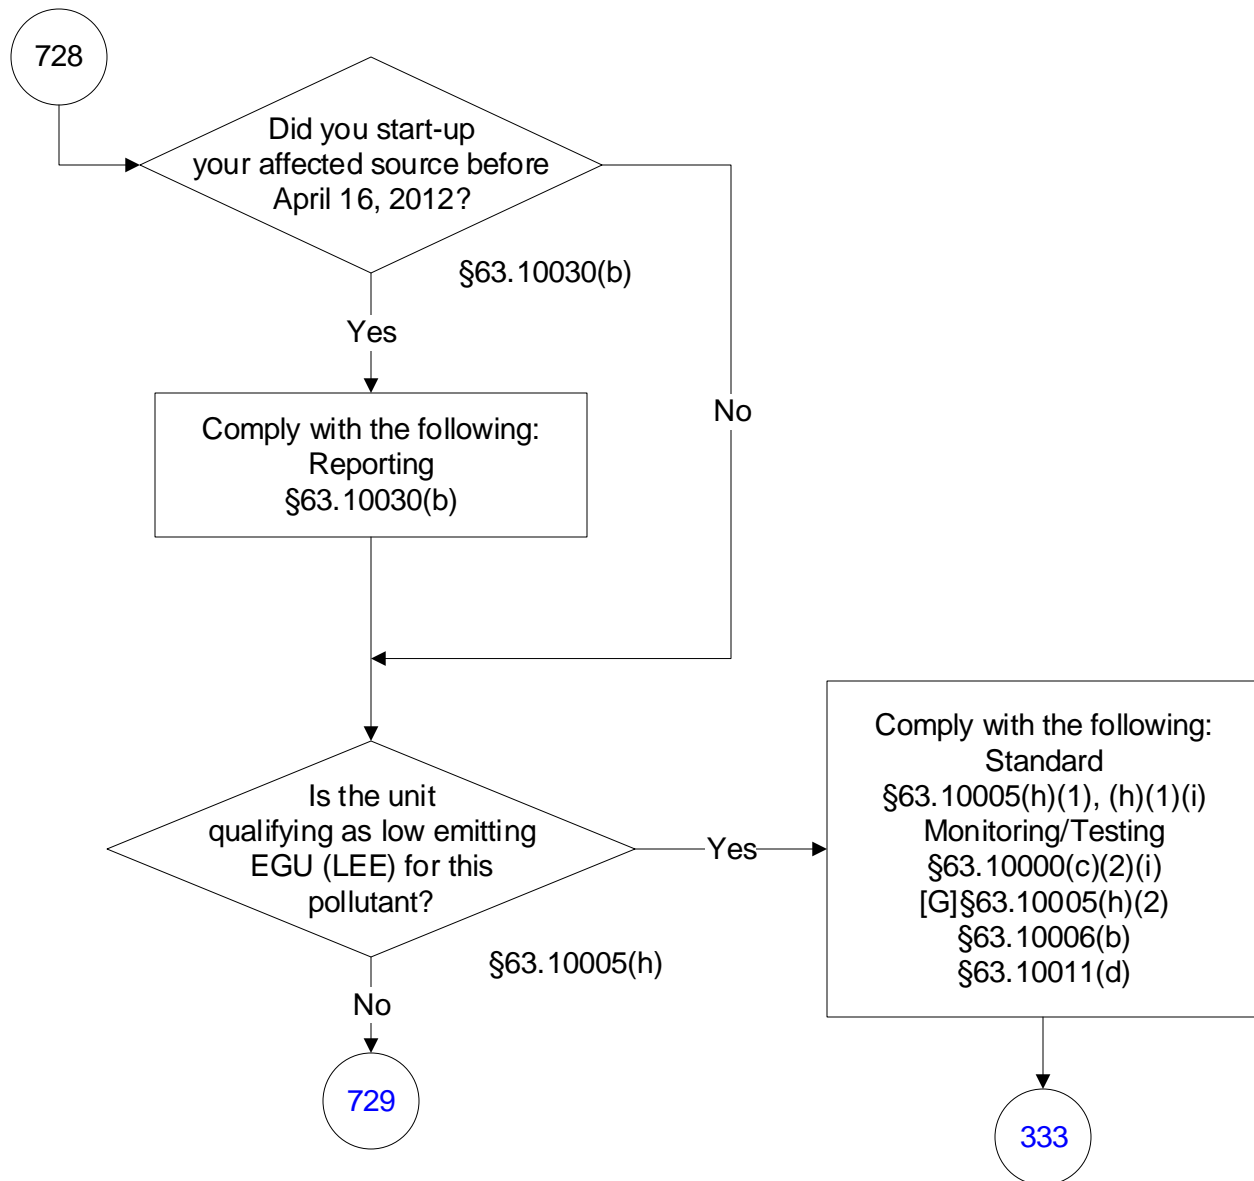 728
Did you start-up
your affected source before
April 16, 2012?
§63.10030(b)
Yes
No
Comply with the following:
Reporting
§63.10030(b)
Is the unit
qualifying as low emitting
EGU (LEE) for this
pollutant?
§63.10005(h)
Yes
Comply with the following:
Standard
§63.10005(h)(1), (h)(1)(i)
Monitoring/Testing
§63.10000(c)(2)(i)
[G]§63.10005(h)(2)
§63.10006(b)
§63.10011(d)
No
729
333